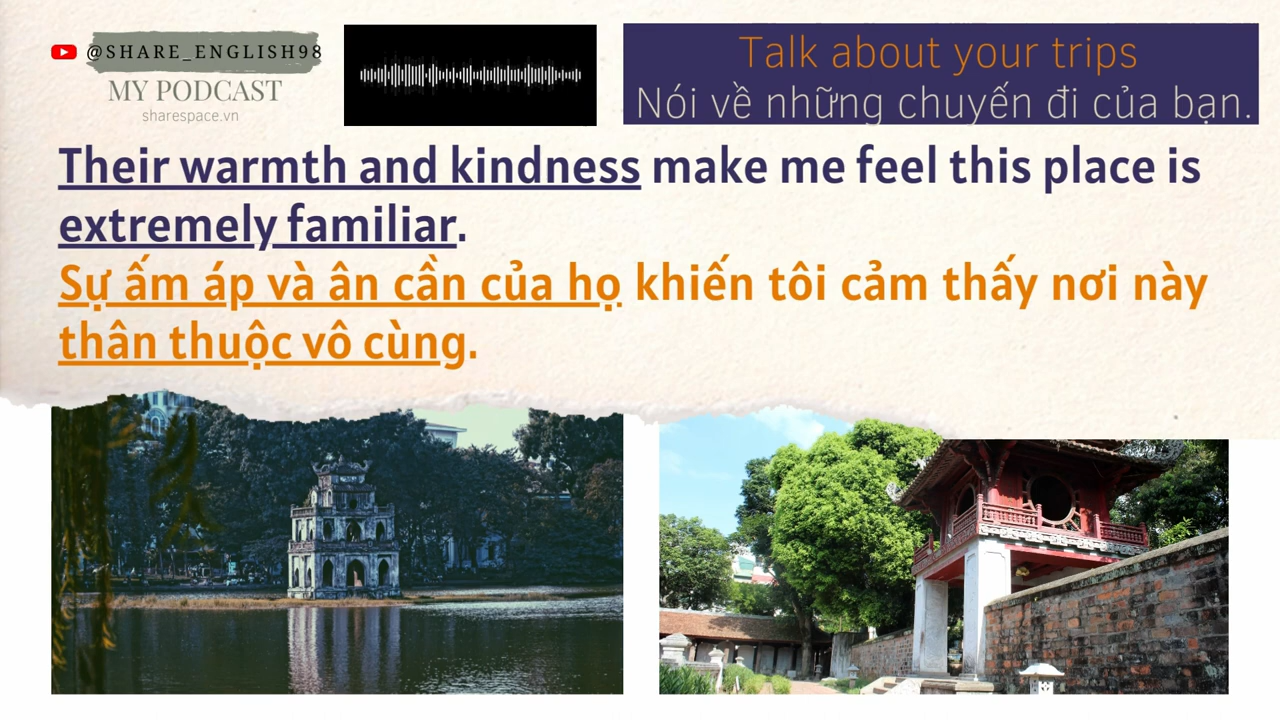 @SHARE_ENGLISH98
MY PODCAST
sharespace.vn
Talk about your trips
Nói về những chuyến đi của bạn.
Their warmth and kindness make me feel this place is
extremely familiar.
Sự ấm áp và ân cần của họ khiến tôi cảm thấy nơi này
thân thuộc vô cùng.